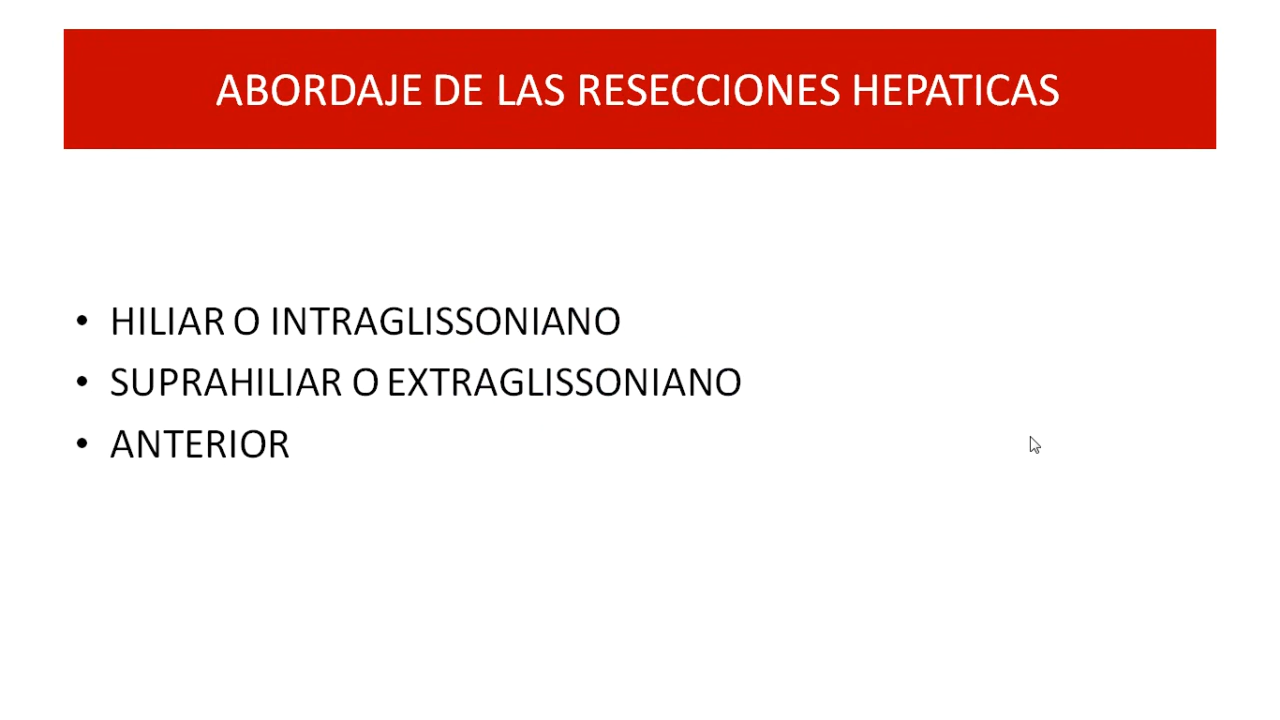 ABORDAJE DE LAS RESECCIONES HEPATICAS
• HILIAR O INTRAGLISSONIANO
• SUPRAHILIAR O EXTRAGLISSONIANO
• ANTERIOR